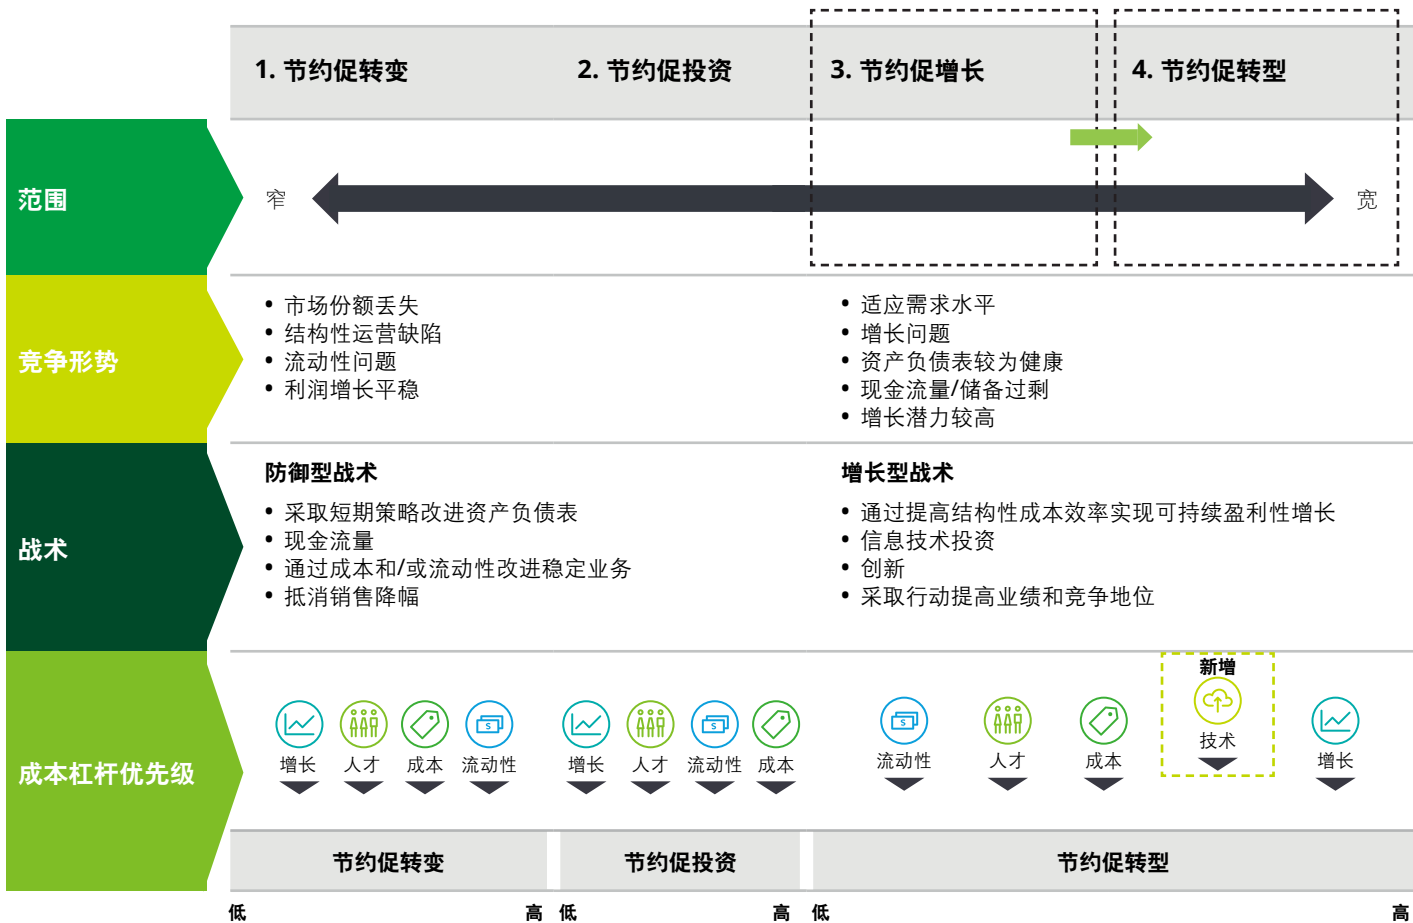 1. 节约促转变
2. 节约促投资
3. 节约促增长
4. 节约促转型
范围
窄
宽
竞争形势
• 市场份额丢失
• 结构性运营缺陷
• 流动性问题
• 利润增长平稳
• 适应需求水平
• 增长问题
• 资产负债表较为健康
• 现金流量/储备过剩
• 增长潜力较高
战术
防御型战术
• 采取短期策略改进资产负债表
• 现金流量
• 通过成本和/或流动性改进稳定业务
• 抵消销售降幅
增长型战术
• 通过提高结构性成本效率实现可持续盈利性增长
• 信息技术投资
• 创新
• 采取行动提高业绩和竞争地位
成本杠杆优先级
增长
人才
成本
流动性
增长
人才
流动性
成本
流动性
人才
成本
新增
技术
增长
节约促转变
节约促投资
节约促转型
低
高
低
高
低
高